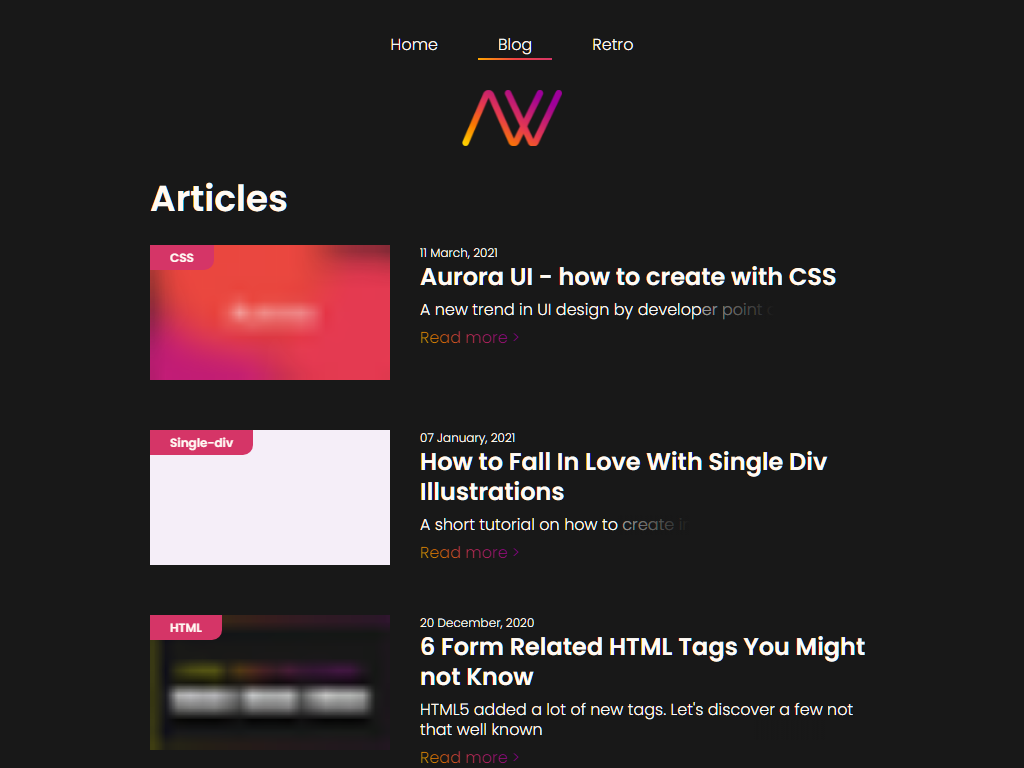 Home
Blog
Retro
AW
Articles
CSS
11 March, 2021
Aurora UI - how to create with CSS
A new trend in UI design by developer point
Read more >
Single-div
07 January, 2021
How to Fall In Love With Single Div
Illustrations
A short tutorial on how to create
Read more >
HTML
20 December, 2020
6 Form Related HTML Tags You Might
not Know
HTML5 added a lot of new tags. Let's discover a few not
that well known
Read more >